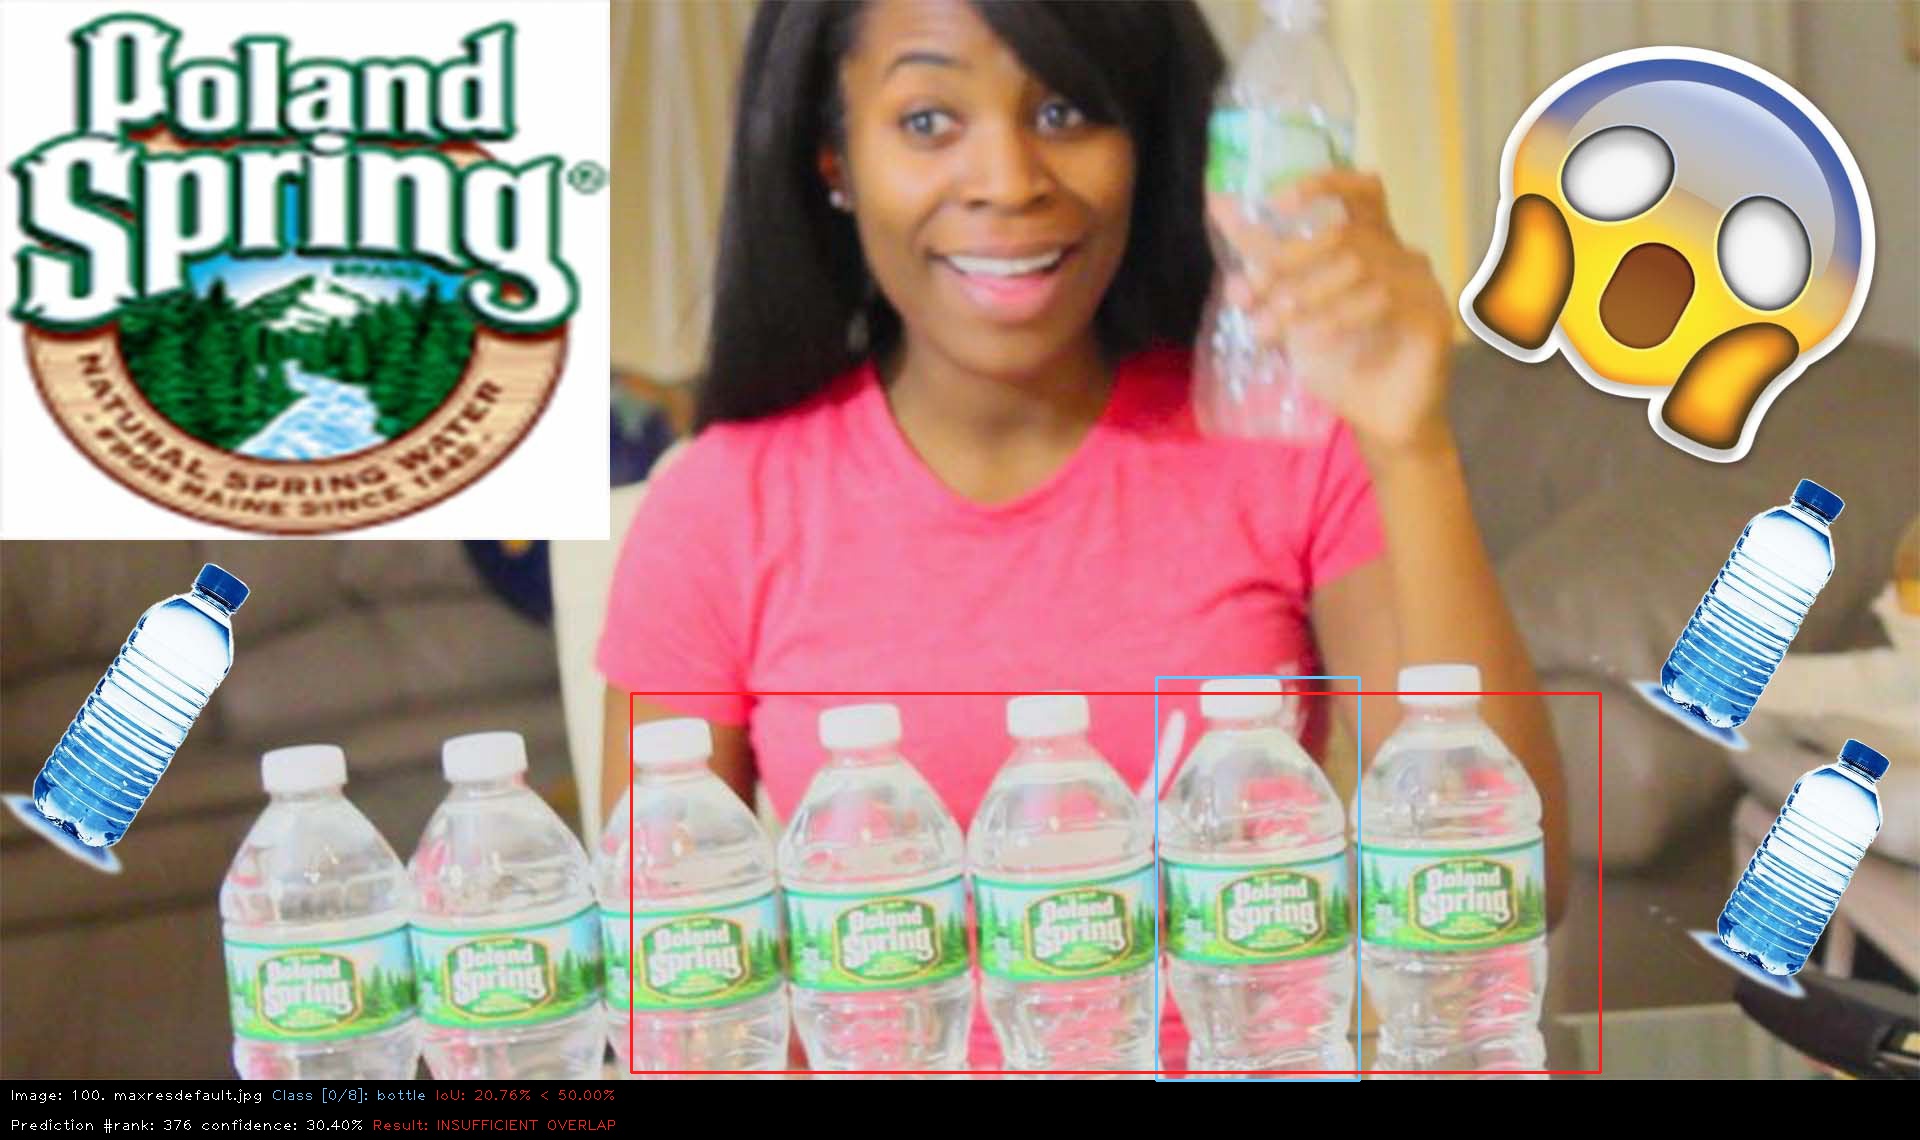 Poland
Spring®
BRAND
NATURAL SPRING WATER
- FROM MAINE SINCE 1845 -
Poland
Spring
Poland
Spring
Poland
Spring
Poland
Spring
Poland
Spring
Poland
Spring
Poland
Spring
Image: 100. maxresdefault.jpg Class [0/8]: bottle IoU: 20.76% < 50.00%
Prediction #rank: 376 confidence: 30.40% Result: INSUFFICIENT OVERLAP